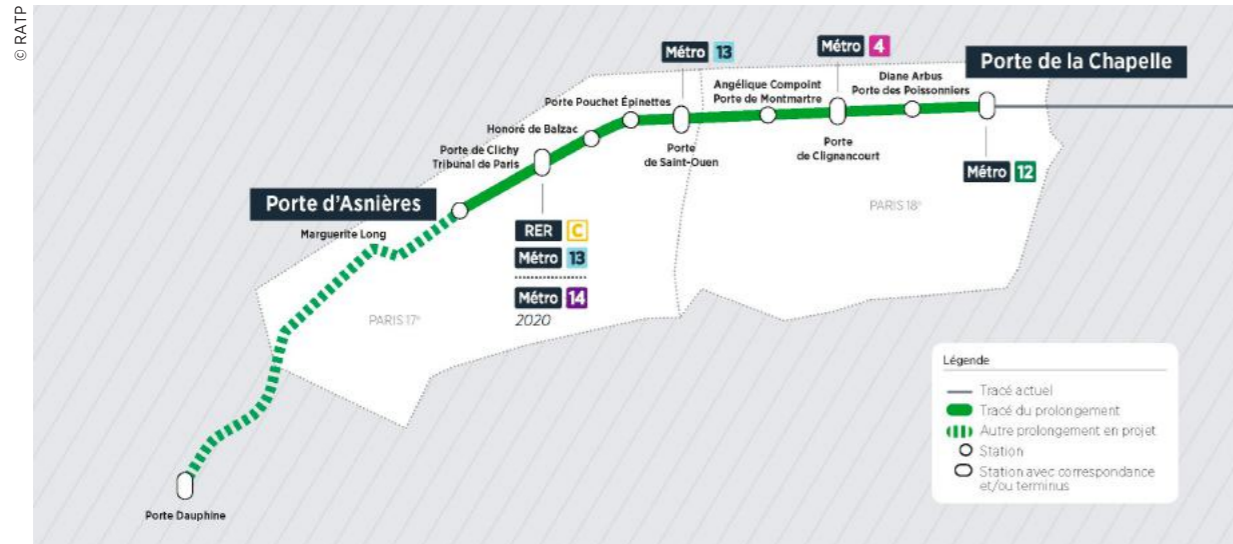 © RATP
Métro 13
Métro 4
Porte de la Chapelle
Diane Arbus
Porte des Poissonniers
Angélique Compoint
Porte de Montmartre
Porte Pouchet Épinettes
Honoré de Balzac
Porte de Clichy
Tribunal de Paris
Porte
de Saint-Ouen
Porte
de Clignancourt
Métro 12
Porte d'Asnières
Marguerite Long
RER C
Métro 13
Métro 14
2020
PARIS 17e
PARIS 18e
Porte Dauphine
Légende
Tracé actuel
Tracé du prolongement
Autre prolongement en projet
Station
Station avec correspondance
et/ou terminus